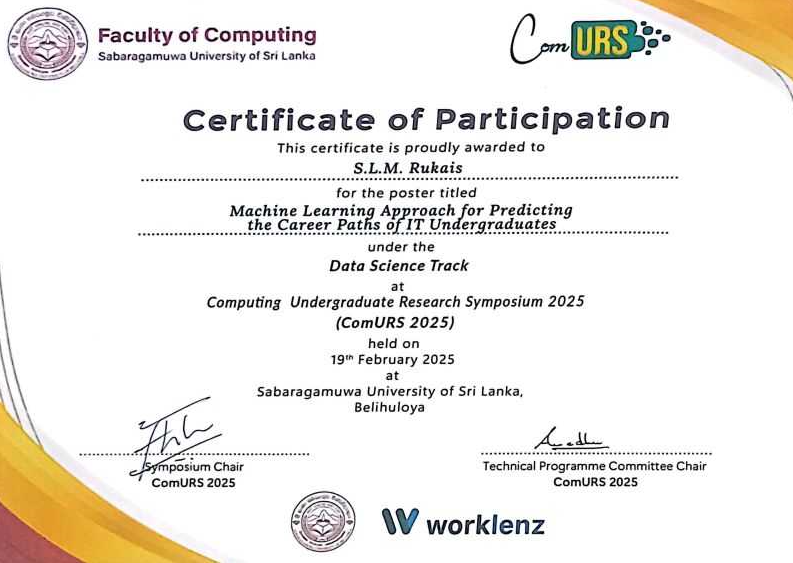 Faculty of Computing
Sabaragamuwa University of Sri Lanka
Com URS
Certificate of Participation
This certificate is proudly awarded to
S.L.M. Rukais
for the poster titled
Machine Learning Approach for Predicting
the Career Paths of IT Undergraduates
under the
Data Science Track
at
Computing Undergraduate Research Symposium 2025
(ComURS 2025)
held on
19th February 2025
at
Sabaragamuwa University of Sri Lanka,
Belihuloya
Symposium Chair
ComURS 2025
Technical Programme Committee Chair
ComURS 2025
worklenz